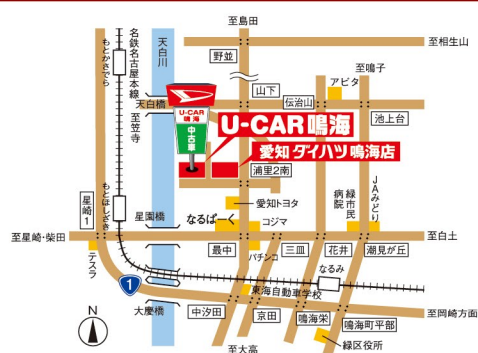 至島田
名鉄名古屋本線
もとかさでら
天白川
野並
至相生山
至鳴子
アピタ
山下
伝治山
池上台
天白橋
至笠寺
U-CAR
鳴海
中古車
U-CAR 鳴海
愛知ダイハツ鳴海店
浦里2南
星崎1
もとほしざき
星園橋
なるぱーく
愛知トヨタ
コジマ
緑市民病院
JAみどり
至星崎・柴田
最中
三皿
花井
潮見が丘
至白土
テスラ
パチンコ
なるみ
1
東海自動車学校
大慶橋
中汐田
京田
鳴海栄
鳴海町平部
至岡崎方面
N
至大高
緑区役所